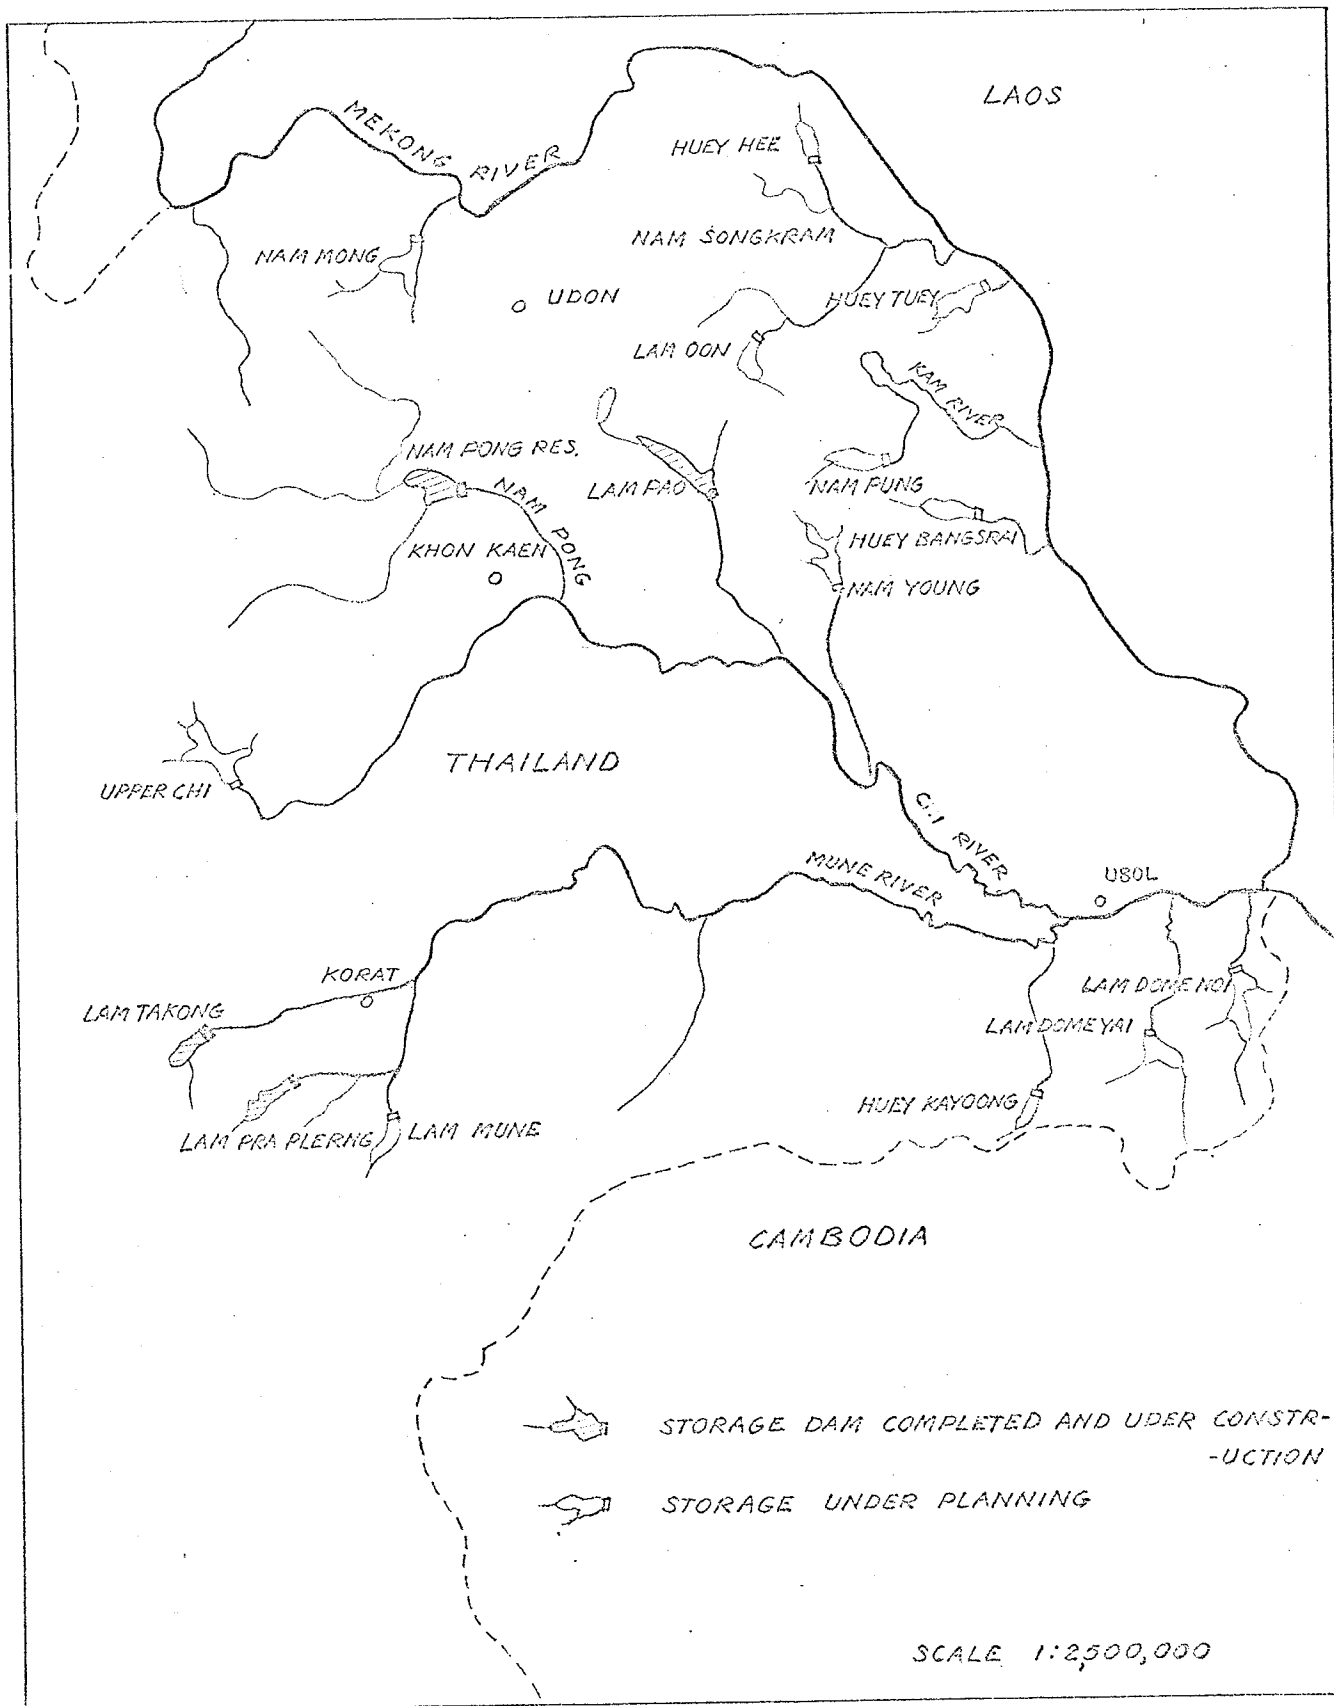 LAOS
MEKONG RIVER
HUEY HEE
NAM SONGKRAM
NAM MONG
UDON
HUEY TUEY
LAM OON
KAM RIVER
NAM PONG RES.
NAM PONG
LAM PAO
NAM PUNG
HUEY BANGSRAI
KHON KAEN
NAM YOUNG
THAILAND
UPPER CHI
CHI RIVER
MUNE RIVER
UBOL
KORAT
LAM TAKONG
LAM DOME NOI
LAM DOME YAI
HUEY KAYOONG
LAM PRA PLERNG
LAM MUNE
CAMBODIA
STORAGE DAM COMPLETED AND UDER CONSTR-
-UCTION
STORAGE UNDER PLANNING
SCALE 1:2,500,000